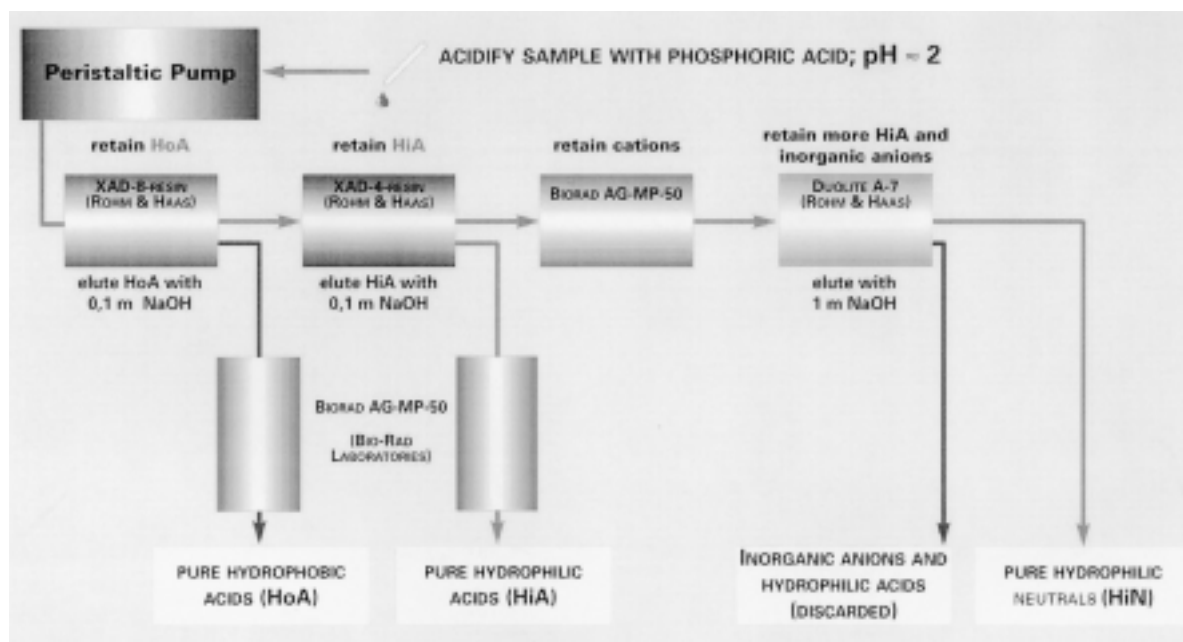 ACIDIFY SAMPLE WITH PHOSPHORIC ACID; pH ~ 2
Peristaltic Pump
retain HoA
retain HiA
retain cations
retain more HiA and
inorganic anions
XAD-8-RESIN
(ROHM & HAAS)
XAD-4-RESIN
(ROHM & HAAS)
BIORAD AG-MP-50
DUOLITE A-7
(ROHM & HAAS)
elute HoA with
0,1 m NaOH
elute HiA with
0,1 m NaOH
elute with
1 m NaOH
BIORAD AG-MP-50
(BIO-RAD
LABORATORIES)
PURE HYDROPHOBIC
ACIDS (HoA)
PURE HYDROPHILIC
ACIDS (HiA)
INORGANIC ANIONS AND
HYDROPHILIC ACIDS
(DISCARDED)
PURE HYDROPHILIC
NEUTRALS (HiN)